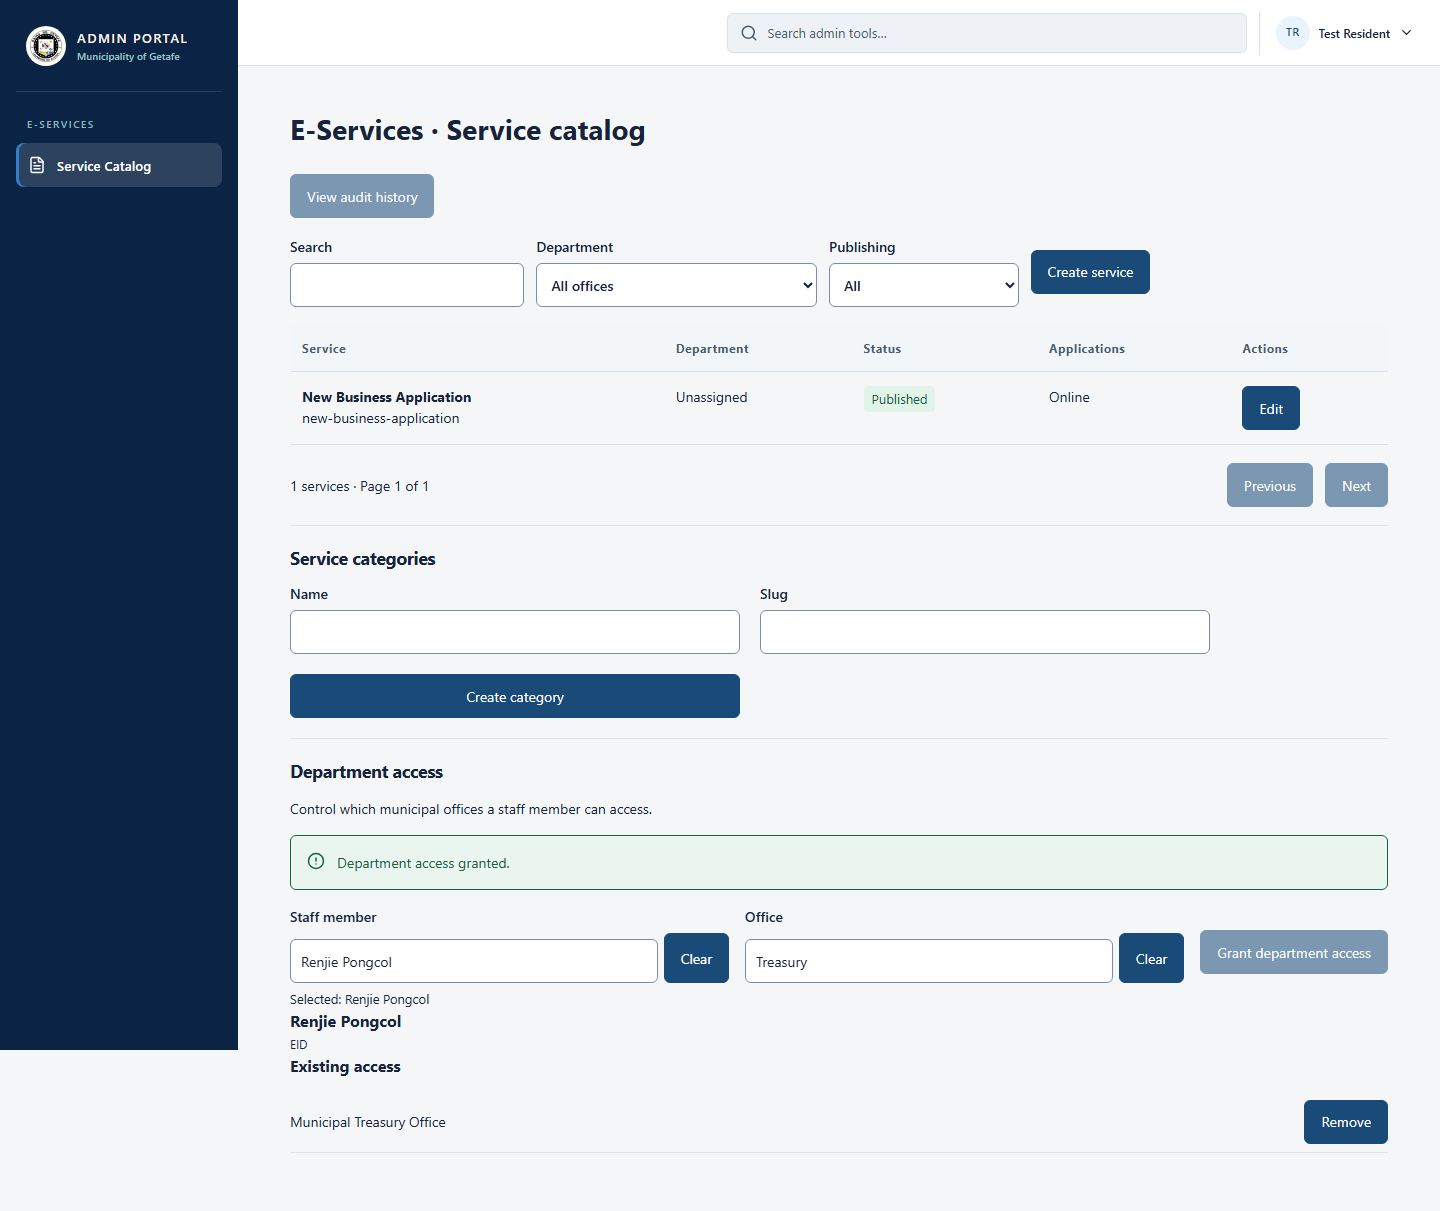 ADMIN PORTAL
Municipality of Getafe
Search admin tools...
TR
Test Resident
E-SERVICES
Service Catalog
E-Services · Service catalog
View audit history
Search
Department
Publishing
All offices
All
Create service
Service
Department
Status
Applications
Actions
New Business Application
new-business-application
Unassigned
Published
Online
Edit
1 services · Page 1 of 1
Previous
Next
Service categories
Name
Slug
Create category
Department access
Control which municipal offices a staff member can access.
Department access granted.
Staff member
Office
Renjie Pongcol
Clear
Treasury
Clear
Grant department access
Selected: Renjie Pongcol
Renjie Pongcol
EID
Existing access
Municipal Treasury Office
Remove